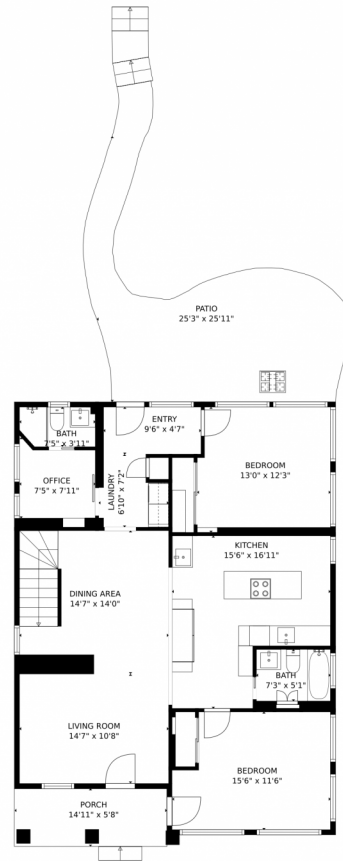 PATIO
25'3" x 25'11"
ENTRY
9'6" x 4'7"
BATH
7'5" x 3'11"
OFFICE
7'5" x 7'11"
LAUNDRY
6'10" x 7'2"
BEDROOM
13'0" x 12'3"
KITCHEN
15'6" x 16'11"
DINING AREA
14'7" x 14'0"
BATH
7'3" x 5'1"
LIVING ROOM
14'7" x 10'8"
BEDROOM
15'6" x 11'6"
PORCH
14'11" x 5'8"